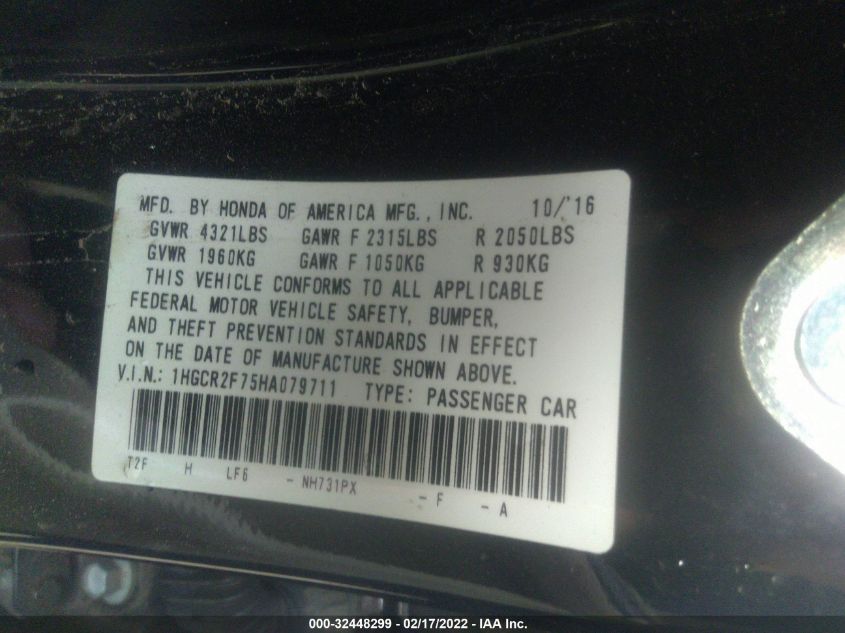 MFD. BY HONDA OF AMERICA MFG., INC. 10/'16
GVWR 4321LBS GAWR F 2315LBS R 2050LBS
GVWR 1960KG GAWR F 1050KG R 930KG
THIS VEHICLE CONFORMS TO ALL APPLICABLE
FEDERAL MOTOR VEHICLE SAFETY, BUMPER,
AND THEFT PREVENTION STANDARDS IN EFFECT
ON THE DATE OF MANUFACTURE SHOWN ABOVE.
V.I.N.: 1HGCR2F75HA079711 TYPE: PASSENGER CAR
T2F H LF6 - NH731PX - F - A
000-32448299 - 02/17/2022 - IAA Inc.